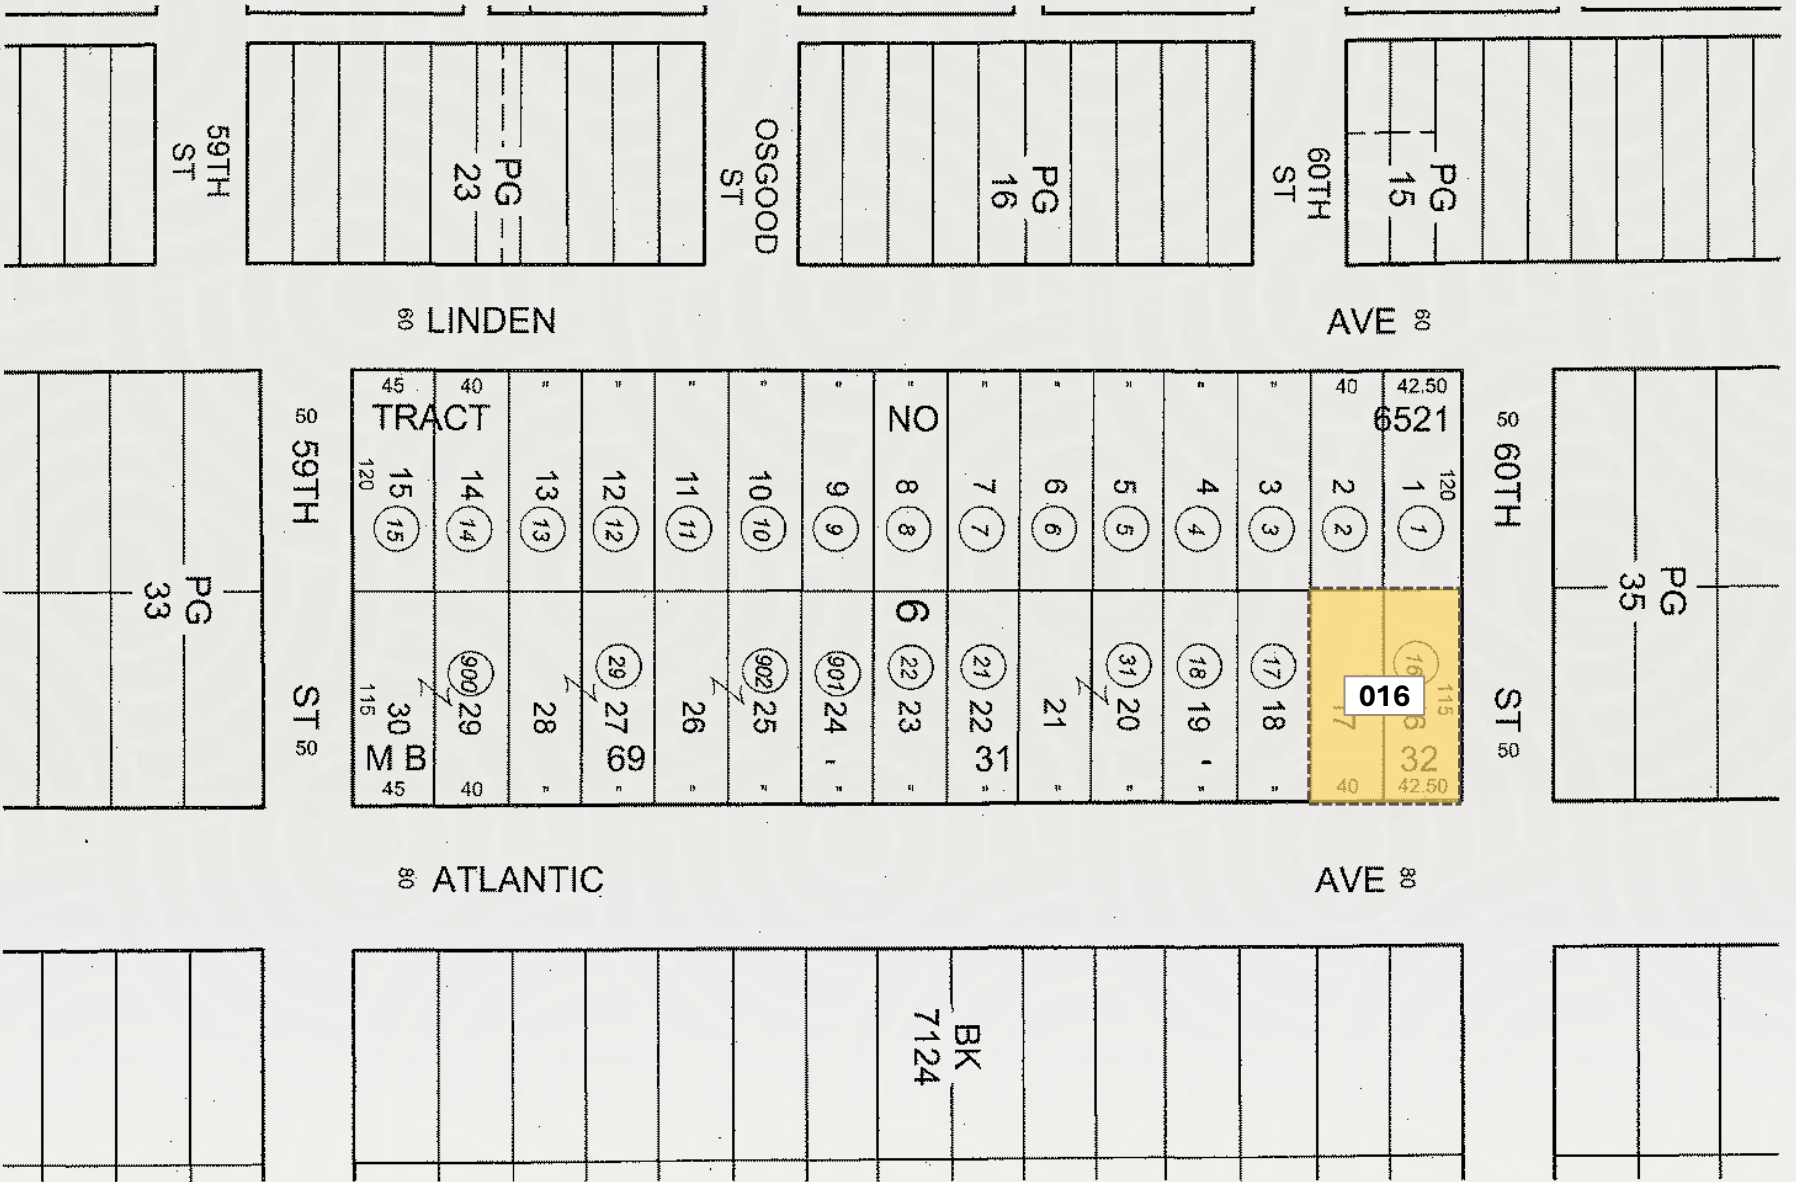 59TH
ST
PG
23
OSGOOD
ST
PG
16
60TH
ST
PG
15
60 LINDEN AVE 60
45 40 " " " " " " " " " " " 40 42.50
TRACT NO 6521
50 59TH ST 50
50 60TH ST 50
120 15 14 13 12 11 10 9 8 7 6 5 4 3 2 1 120
15 14 13 12 11 10 9 8 7 6 5 4 3 2 1
PG
33
PG
35
6
900 29 902 901 22 21 31 18 17 16
016
115 30 29 28 27 26 25 24 23 22 21 20 19 18 115
M B 69 - 31 - 32
45 40 " " " " " " " " " " " 40 42.50
80 ATLANTIC AVE 80
BK
7124